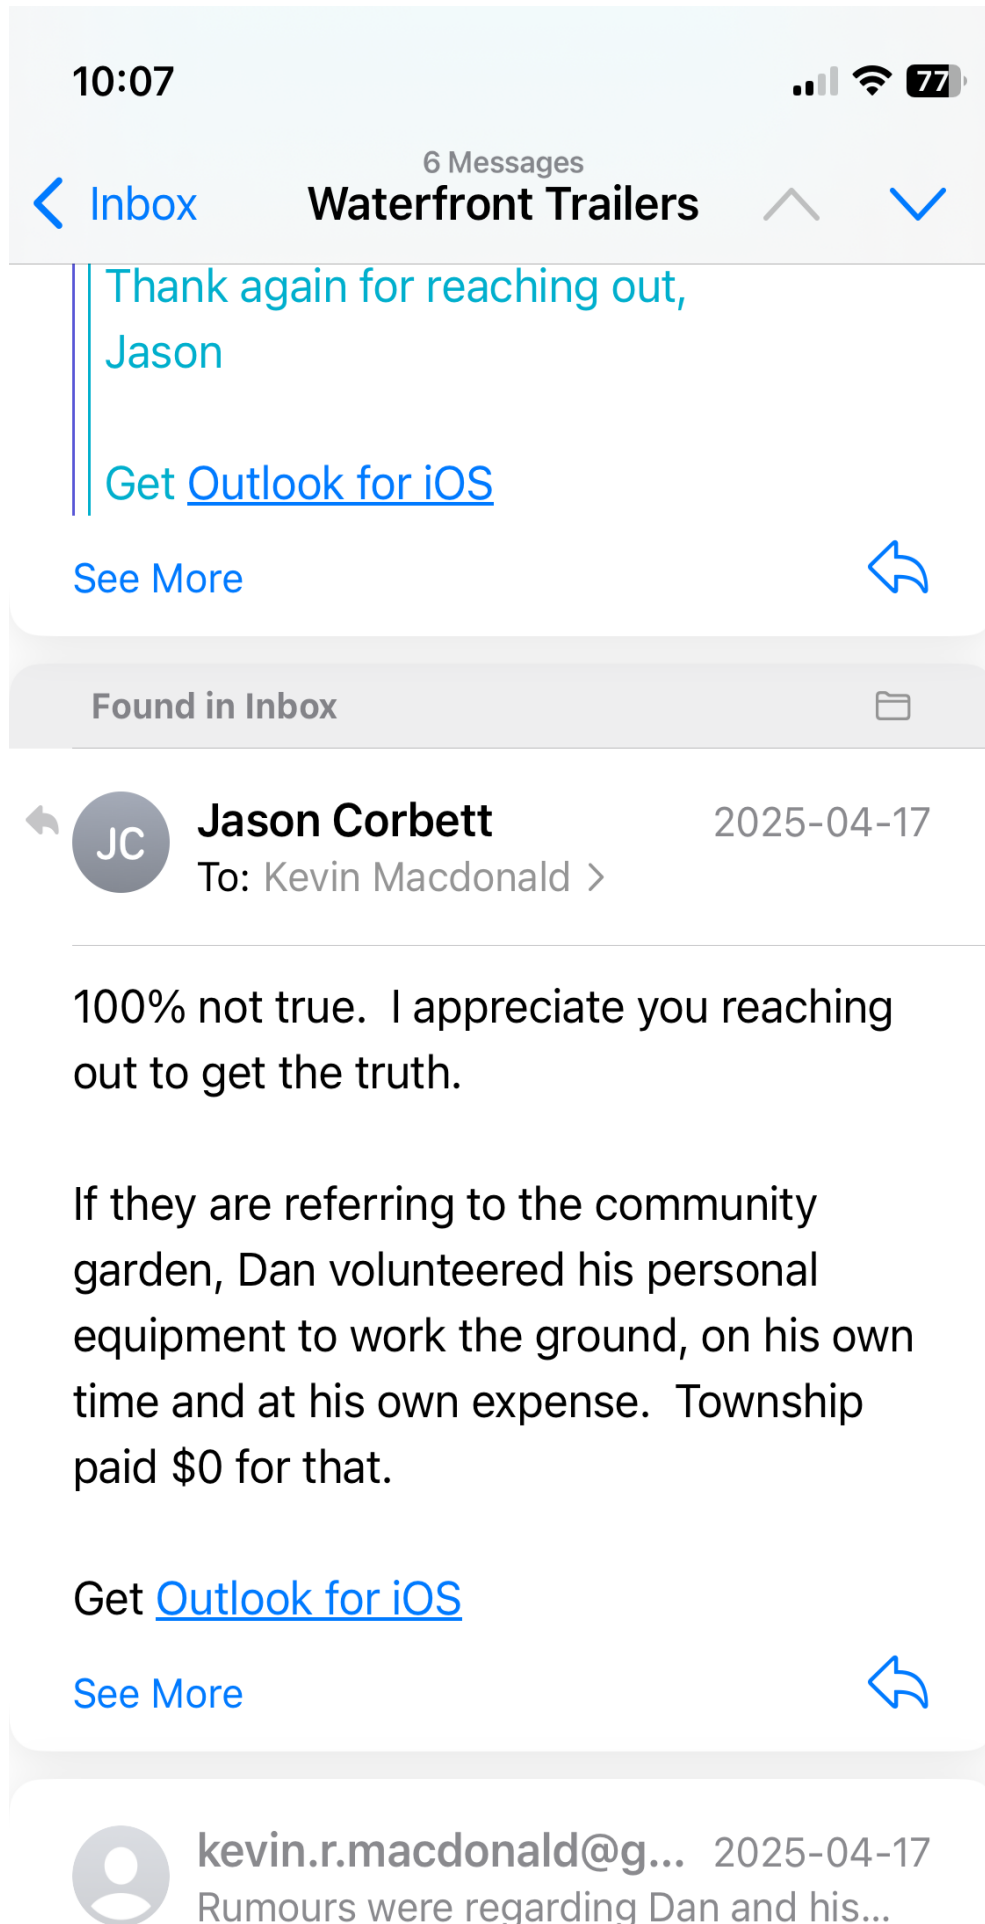 10:07
77
6 Messages
Inbox
Waterfront Trailers
Thank again for reaching out,
Jason
Get Outlook for iOS
See More
Found in Inbox
JC
Jason Corbett
2025-04-17
To: Kevin Macdonald
100% not true.  I appreciate you reaching
out to get the truth.
If they are referring to the community
garden, Dan volunteered his personal
equipment to work the ground, on his own
time and at his own expense.  Township
paid $0 for that.
Get Outlook for iOS
See More
kevin.r.macdonald@g...
2025-04-17
Rumours were regarding Dan and his...